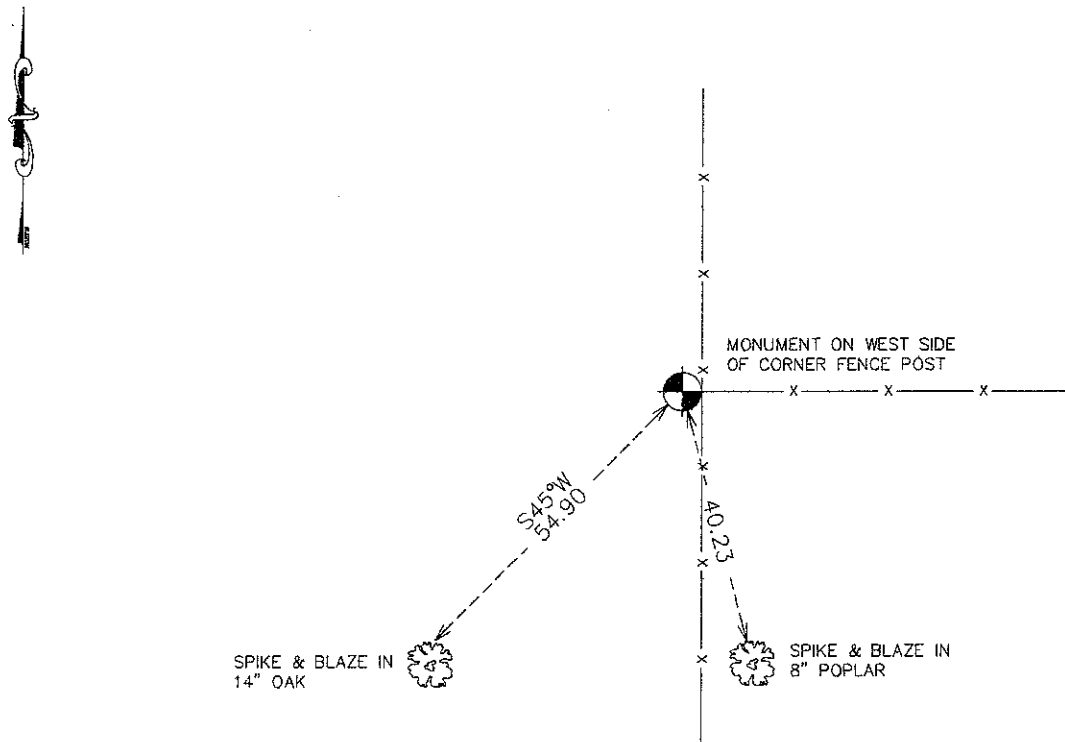 MONUMENT ON WEST SIDE
OF CORNER FENCE POST
S45°W
54.90
40.23
SPIKE & BLAZE IN
14" OAK
SPIKE & BLAZE IN
8" POPLAR